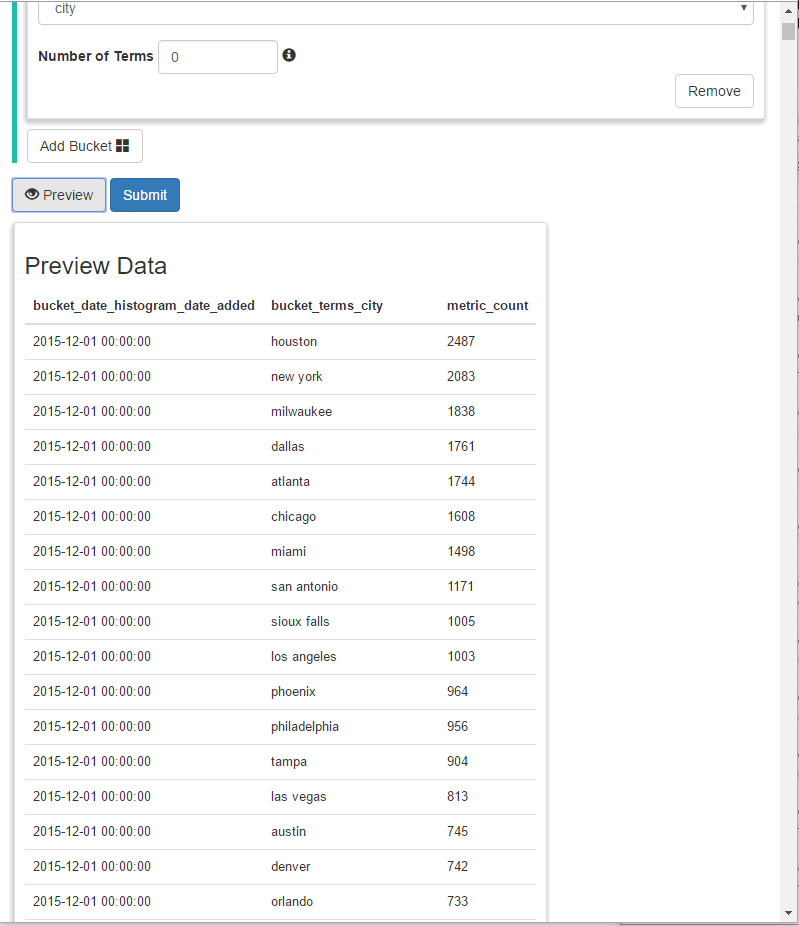 city
Number of Terms 0
Remove
Add Bucket
Preview Submit
Preview Data
bucket_date_histogram_date_added bucket_terms_city metric_count
2015-12-01 00:00:00 houston 2487
2015-12-01 00:00:00 new york 2083
2015-12-01 00:00:00 milwaukee 1838
2015-12-01 00:00:00 dallas 1761
2015-12-01 00:00:00 atlanta 1744
2015-12-01 00:00:00 chicago 1608
2015-12-01 00:00:00 miami 1498
2015-12-01 00:00:00 san antonio 1171
2015-12-01 00:00:00 sioux falls 1005
2015-12-01 00:00:00 los angeles 1003
2015-12-01 00:00:00 phoenix 964
2015-12-01 00:00:00 philadelphia 956
2015-12-01 00:00:00 tampa 904
2015-12-01 00:00:00 las vegas 813
2015-12-01 00:00:00 austin 745
2015-12-01 00:00:00 denver 742
2015-12-01 00:00:00 orlando 733